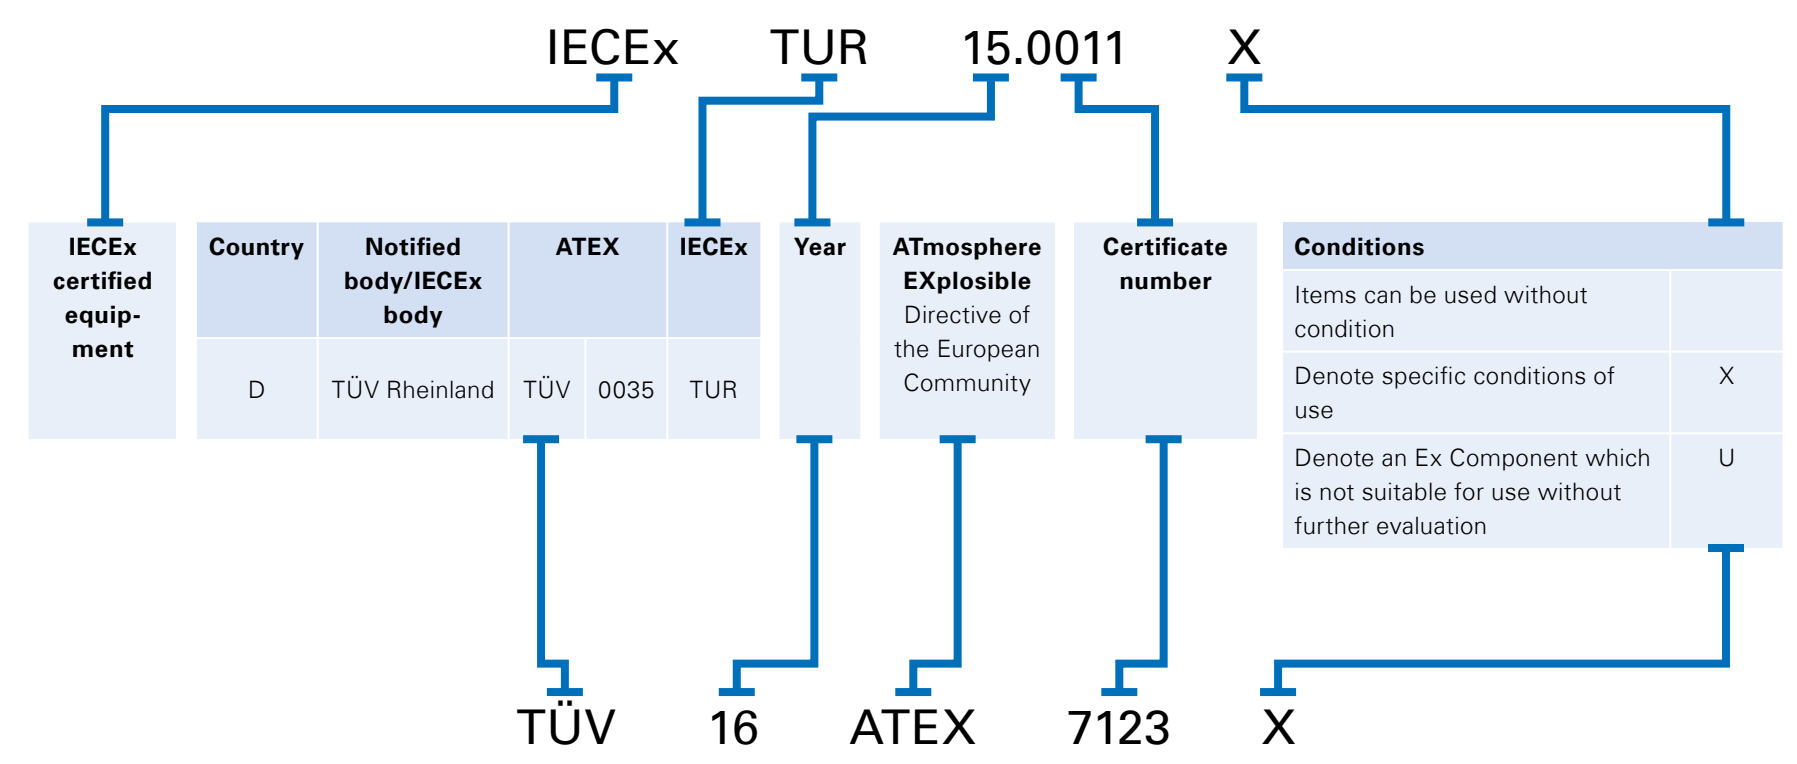 IECEx TUR 15.0011 X
IECEx
certified
equip-
ment
Country
Notified
body/IECEx
body
ATEX
IECEx
D
TÜV Rheinland
TÜV
0035
TUR
Year
ATmosphere
EXplosible
Directive of
the European
Community
Certificate
number
Conditions
Items can be used without
condition
Denote specific conditions of
use
X
Denote an Ex Component which
is not suitable for use without
further evaluation
U
TÜV 16 ATEX 7123 X